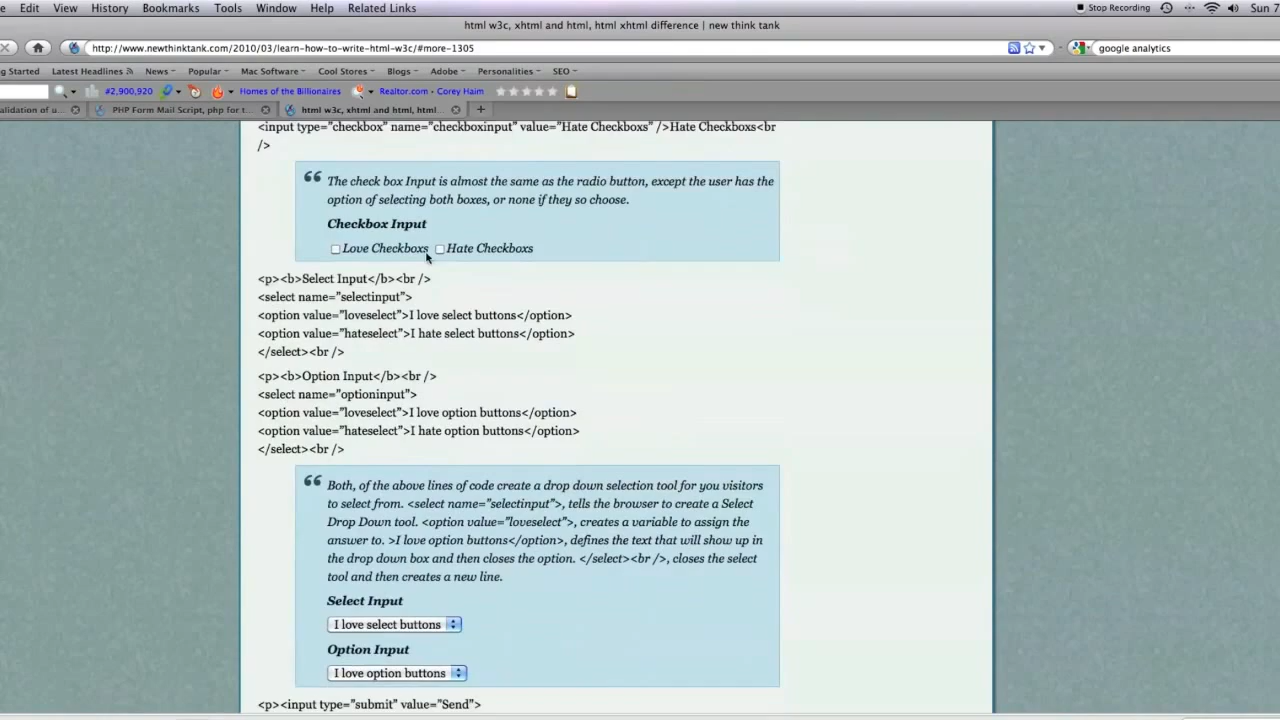 e Edit View History Bookmarks Tools Window Help Related Links Stop Recording Sun 7
html w3c, xhtml and html, html xhtml difference | new think tank
http://www.newthinktank.com/2010/03/learn-how-to-write-html-w3c/#more-1305 google analytics
g Started Latest Headlines News Popular Mac Software Cool Stores Blogs Adobe Personalities SEO
#2,900,920 Homes of the Billionaires Realtor.com - Corey Haim
alidation of u... PHP Form Mail Script, php for t... html w3c, xhtml and html, html... +
<input type="checkbox" name="checkboxinput" value="Hate Checkboxs" />Hate Checkboxs<br
/>
“ The check box Input is almost the same as the radio button, except the user has the
option of selecting both boxes, or none if they so choose.
Checkbox Input
Love Checkboxs Hate Checkboxs
<p><b>Select Input</b><br />
<select name=”selectinput”>
<option value=”loveselect”>I love select buttons</option>
<option value=”hateselect”>I hate select buttons</option>
</select><br />
<p><b>Option Input</b><br />
<select name=”optioninput”>
<option value=”loveselect”>I love option buttons</option>
<option value=”hateselect”>I hate option buttons</option>
</select><br />
“ Both, of the above lines of code create a drop down selection tool for you visitors
to select from. <select name=”selectinput”>, tells the browser to create a Select
Drop Down tool. <option value=”loveselect”>, creates a variable to assign the
answer to. >I love option buttons</option>, defines the text that will show up in
the drop down box and then closes the option. </select><br />, closes the select
tool and then creates a new line.
Select Input
I love select buttons
Option Input
I love option buttons
<p><input type=”submit” value=”Send”>